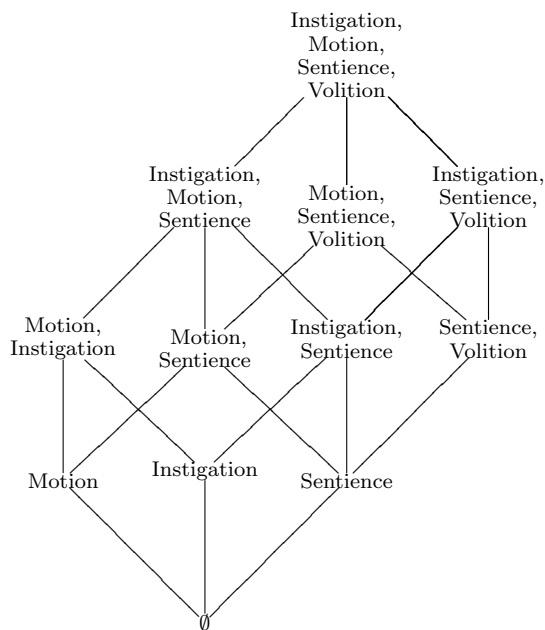 Instigation,
Motion,
Sentience,
Volition
Instigation,
Motion,
Sentience
Motion,
Sentience,
Volition
Instigation,
Sentience,
Volition
Motion,
Instigation
Motion,
Sentience
Instigation,
Sentience
Sentience,
Volition
Motion
Instigation
Sentience
∅